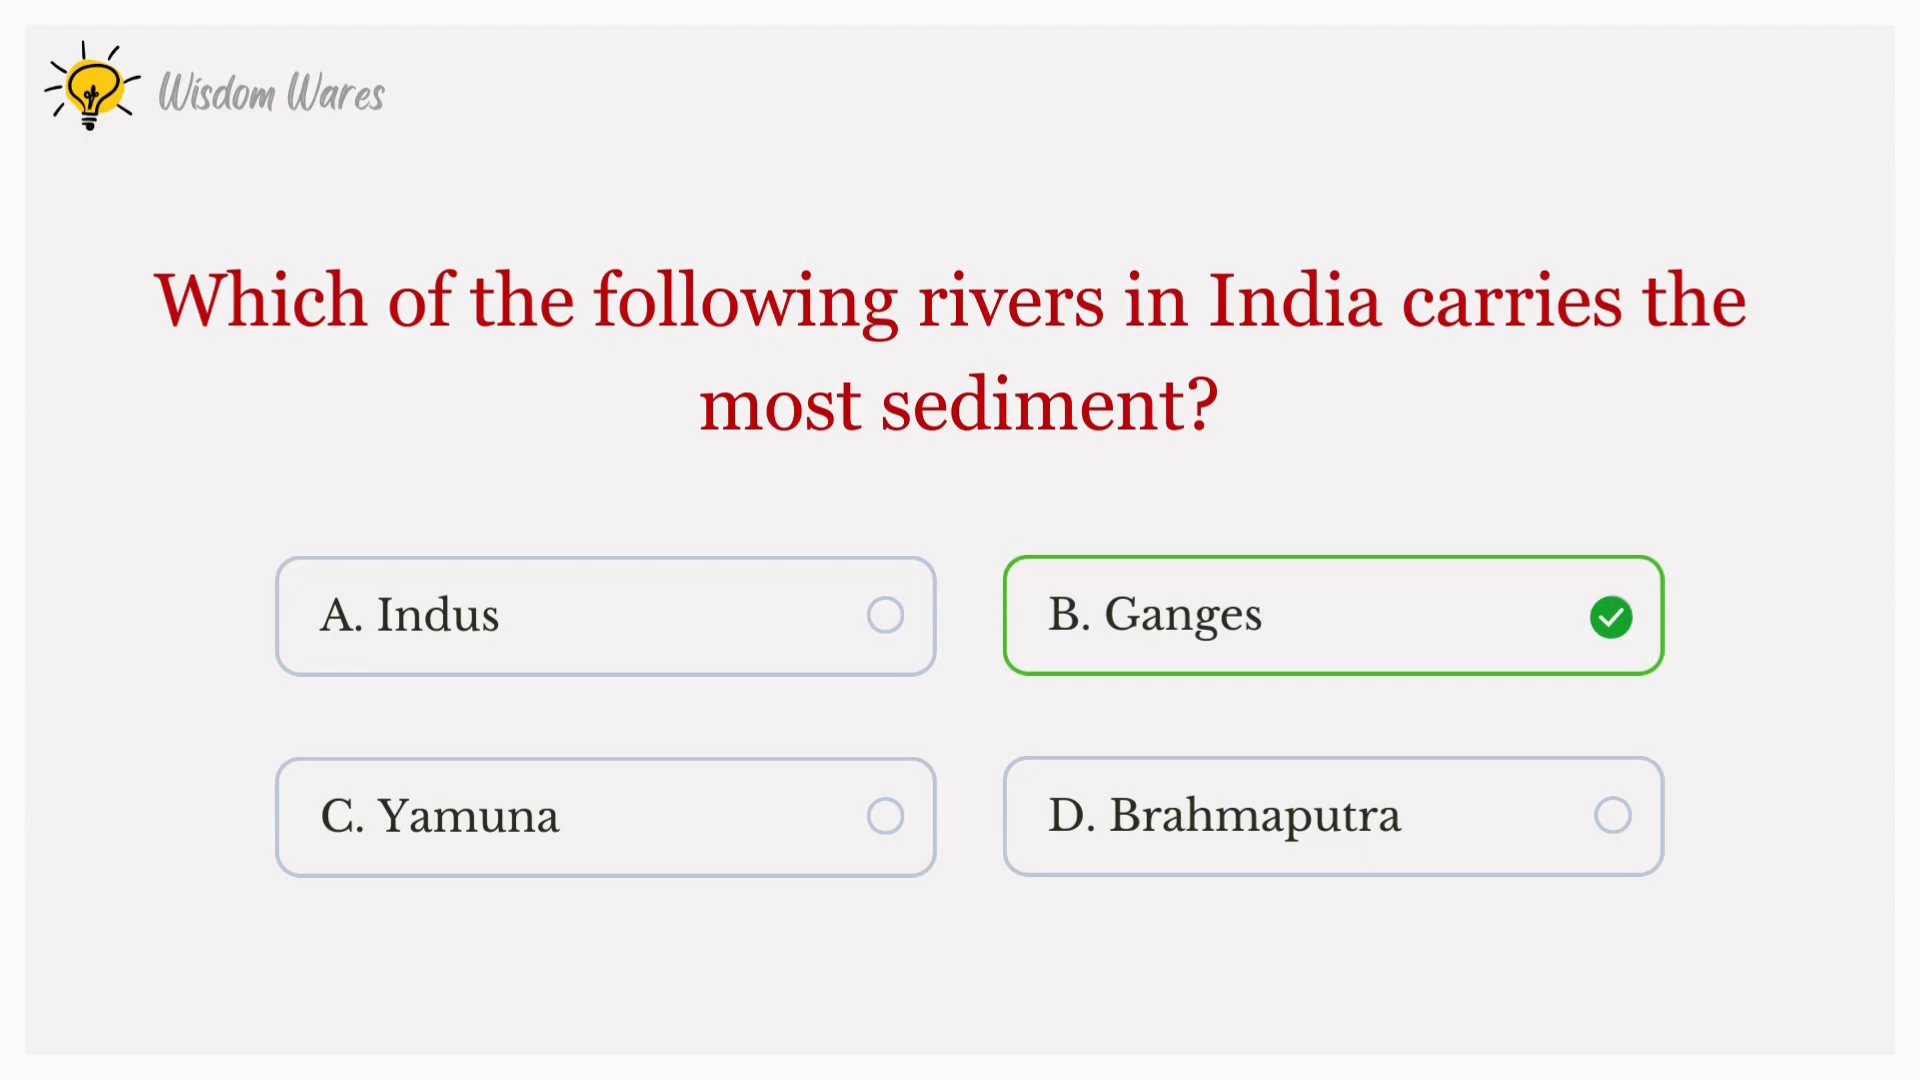 Wisdom Wares
Which of the following rivers in India carries the
most sediment?
A. Indus
B. Ganges
C. Yamuna
D. Brahmaputra